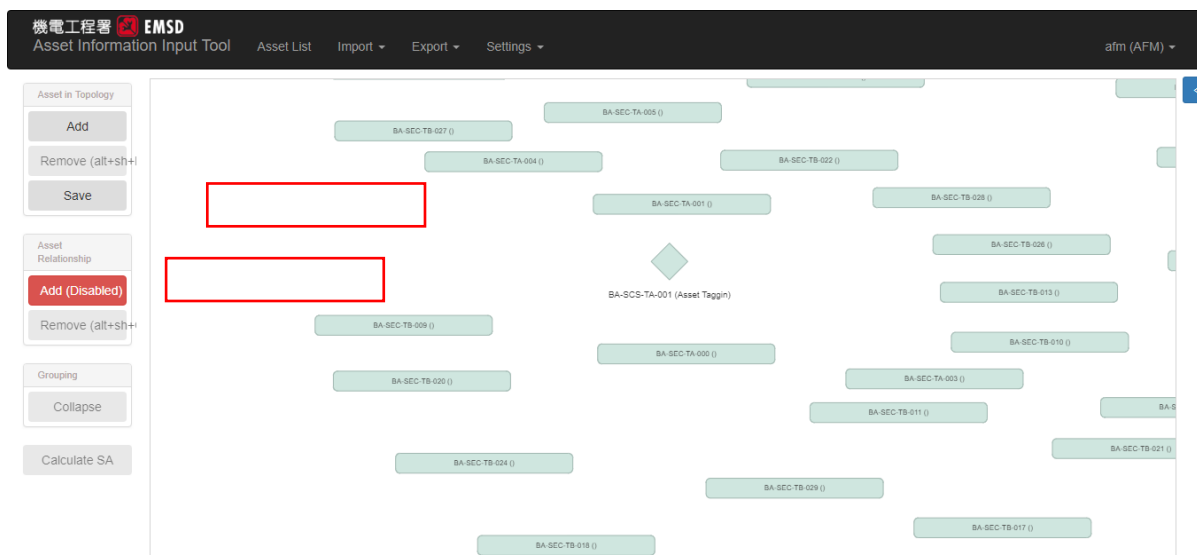 機電工程署 EMSD
Asset Information Input Tool
Asset List
Import
Export
Settings
afm (AFM)
Asset in Topology
Add
Remove (alt+sh+
Save
Asset
Relationship
Add (Disabled)
Remove (alt+sh+
Grouping
Collapse
Calculate SA
BA-SEC-TA-005 ()
BA-SEC-TB-027 ()
BA-SEC-TA-004 ()
BA-SEC-TB-022 ()
BA-SEC-TB-028 ()
BA-SEC-TA-001 ()
BA-SEC-TB-026 ()
BA-SCS-TA-001 (Asset Taggin)
BA-SEC-TB-013 ()
BA-SEC-TB-009 ()
BA-SEC-TB-010 ()
BA-SEC-TA-000 ()
BA-SEC-TB-020 ()
BA-SEC-TA-003 ()
BA-SEC-TB-011 ()
BA-S
BA-SEC-TB-021 ()
BA-SEC-TB-024 ()
BA-SEC-TB-029 ()
BA-SEC-TB-017 ()
BA-SEC-TB-018 ()